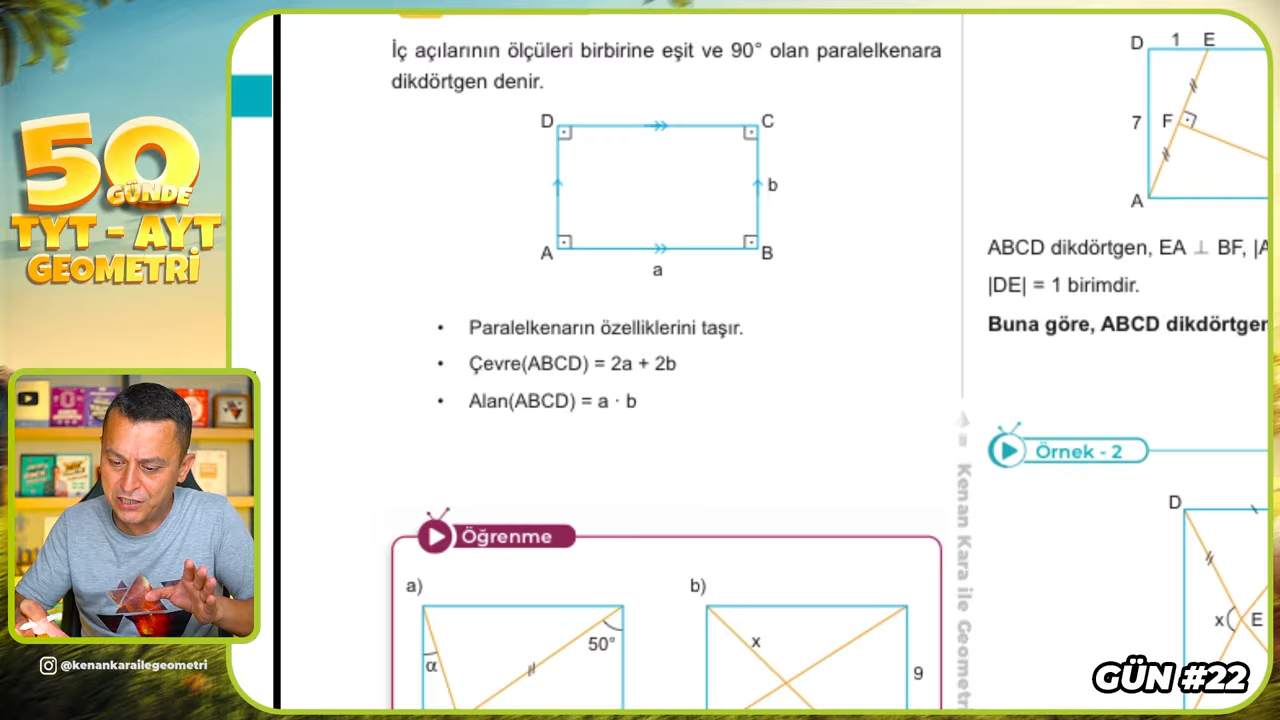 50
GÜNDE
TYT - AYT
GEOMETRİ
İç açılarının ölçüleri birbirine eşit ve 90° olan paralelkenara
dikdörtgen denir.
D
C
b
A
B
a
• Paralelkenarın özelliklerini taşır.
• Çevre(ABCD) = 2a + 2b
• Alan(ABCD) = a · b
Öğrenme
a)
α
50°
b)
x
9
Kenan Kara ile Geometri
D
1
E
7
F
A
ABCD dikdörtgen, EA ⊥ BF, |A
|DE| = 1 birimdir.
Buna göre, ABCD dikdörtgen
Örnek - 2
D
x
E
@kenankarailegeometri
GÜN #22